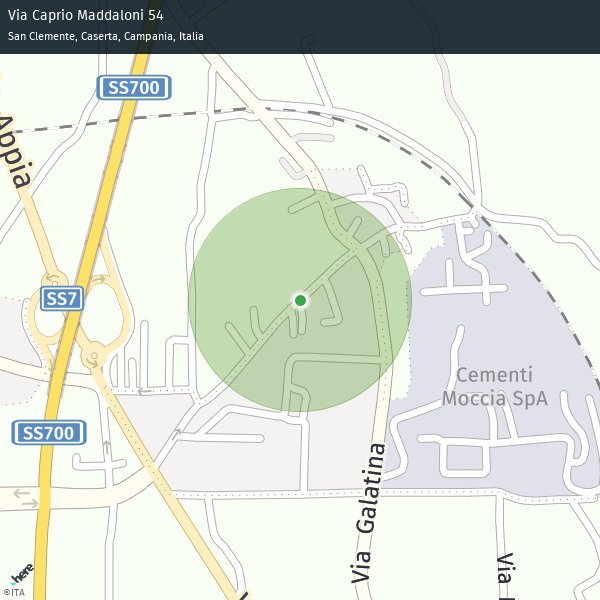 Via Caprio Maddaloni 54
San Clemente, Caserta, Campania, Italia
SS700
Appia
SS7
Cementi
Moccia SpA
SS700
Via Galatina
Via
here
©ITA